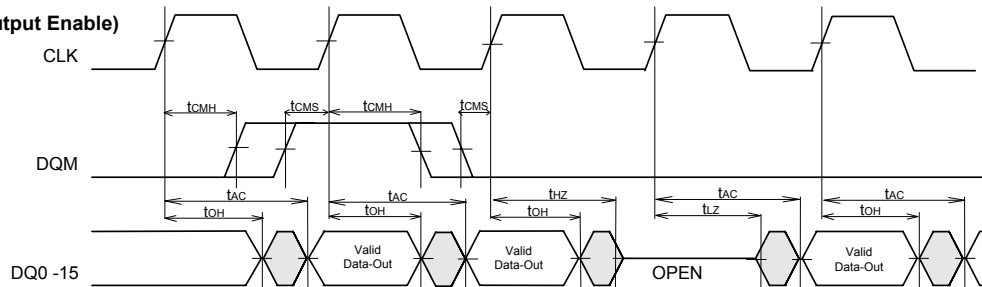 tput Enable)
CLK
tCMH tCMS tCMH tCMS
DQM
tAC tAC tHZ tAC tAC
tOH tOH tOH tLZ tOH
DQ0 -15
Valid Data-Out
Valid Data-Out
OPEN
Valid Data-Out